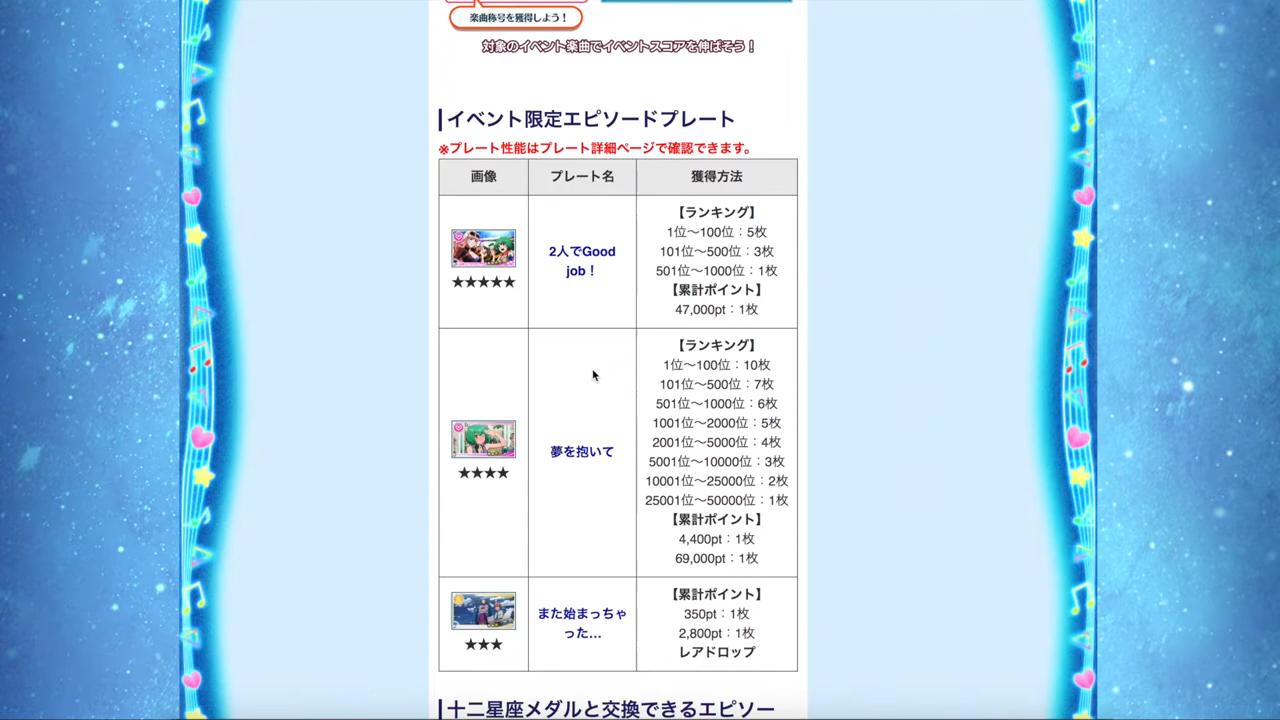 楽曲称号を獲得しよう！
対象のイベント楽曲でイベントスコアを伸ばそう！
イベント限定エピソードプレート
※プレート性能はプレート詳細ページで確認できます。
画像 プレート名 獲得方法
★★★★★
2人でGood
job！
【ランキング】
1位〜100位：5枚
101位〜500位：3枚
501位〜1000位：1枚
【累計ポイント】
47,000pt：1枚
★★★★
夢を抱いて
【ランキング】
1位〜100位：10枚
101位〜500位：7枚
501位〜1000位：6枚
1001位〜2000位：5枚
2001位〜5000位：4枚
5001位〜10000位：3枚
10001位〜25000位：2枚
25001位〜50000位：1枚
【累計ポイント】
4,400pt：1枚
69,000pt：1枚
★★★
また始まっちゃ
った…
【累計ポイント】
350pt：1枚
2,800pt：1枚
レアドロップ
十二星座メダルと交換できるエピソー